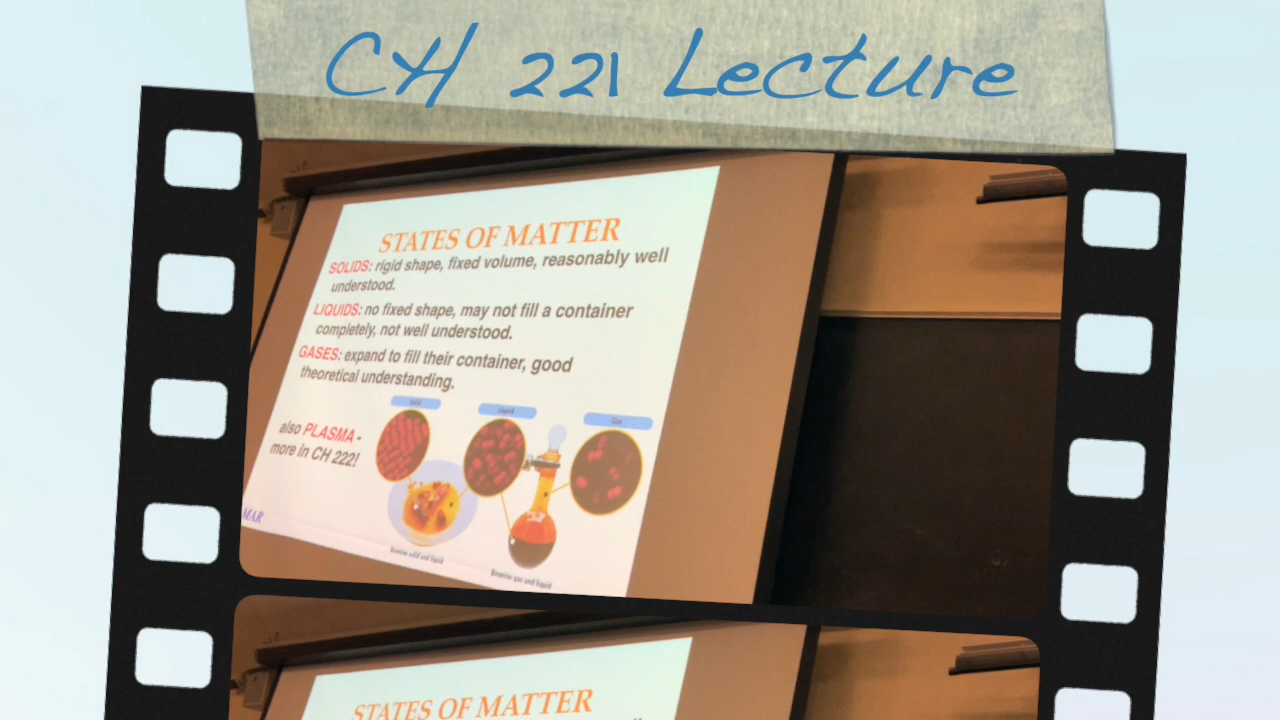 CH 221 Lecture
STATES OF MATTER
SOLIDS: rigid shape, fixed volume, reasonably well
understood.
LIQUIDS: no fixed shape, may not fill a container
completely, not well understood.
GASES: expand to fill their container, good
theoretical understanding.
also PLASMA -
more in CH 222!
Solid
Liquid
Gas
MAR
Bromine solid and liquid
Bromine gas and liquid
STATES OF MATTER